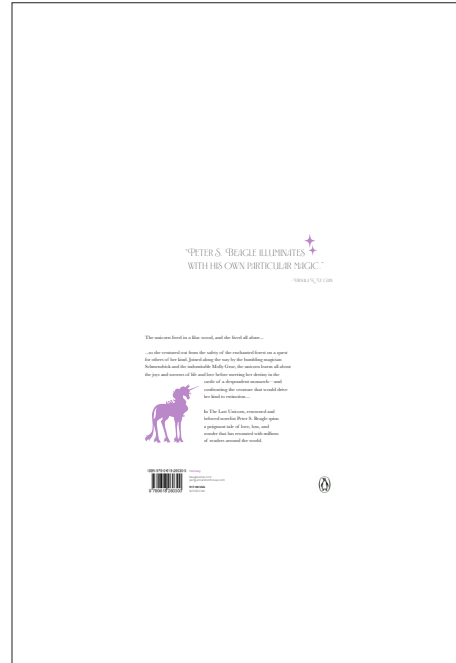 "PETER S. BEAGLE ILLUMINATES
WITH HIS OWN PARTICULAR MAGIC."
The unicorn lived in a lilac wood, and she lived all alone...
...so she ventured out from the safety of the enchanted forest on a quest
for others of her kind. Joined along the way by the bumbling magician
Schmendrick and the indomitable Molly Grue, the unicorn learns all about
the joys and sorrows of life and love before meeting her destiny in the
castle of a despondent monarch—and
confronting the creature that would drive
her kind to extinction...
In The Last Unicorn, renowned and
beloved novelist Peter S. Beagle spins
a poignant tale of love, loss, and
wonder that has resonated with millions
of readers around the world.